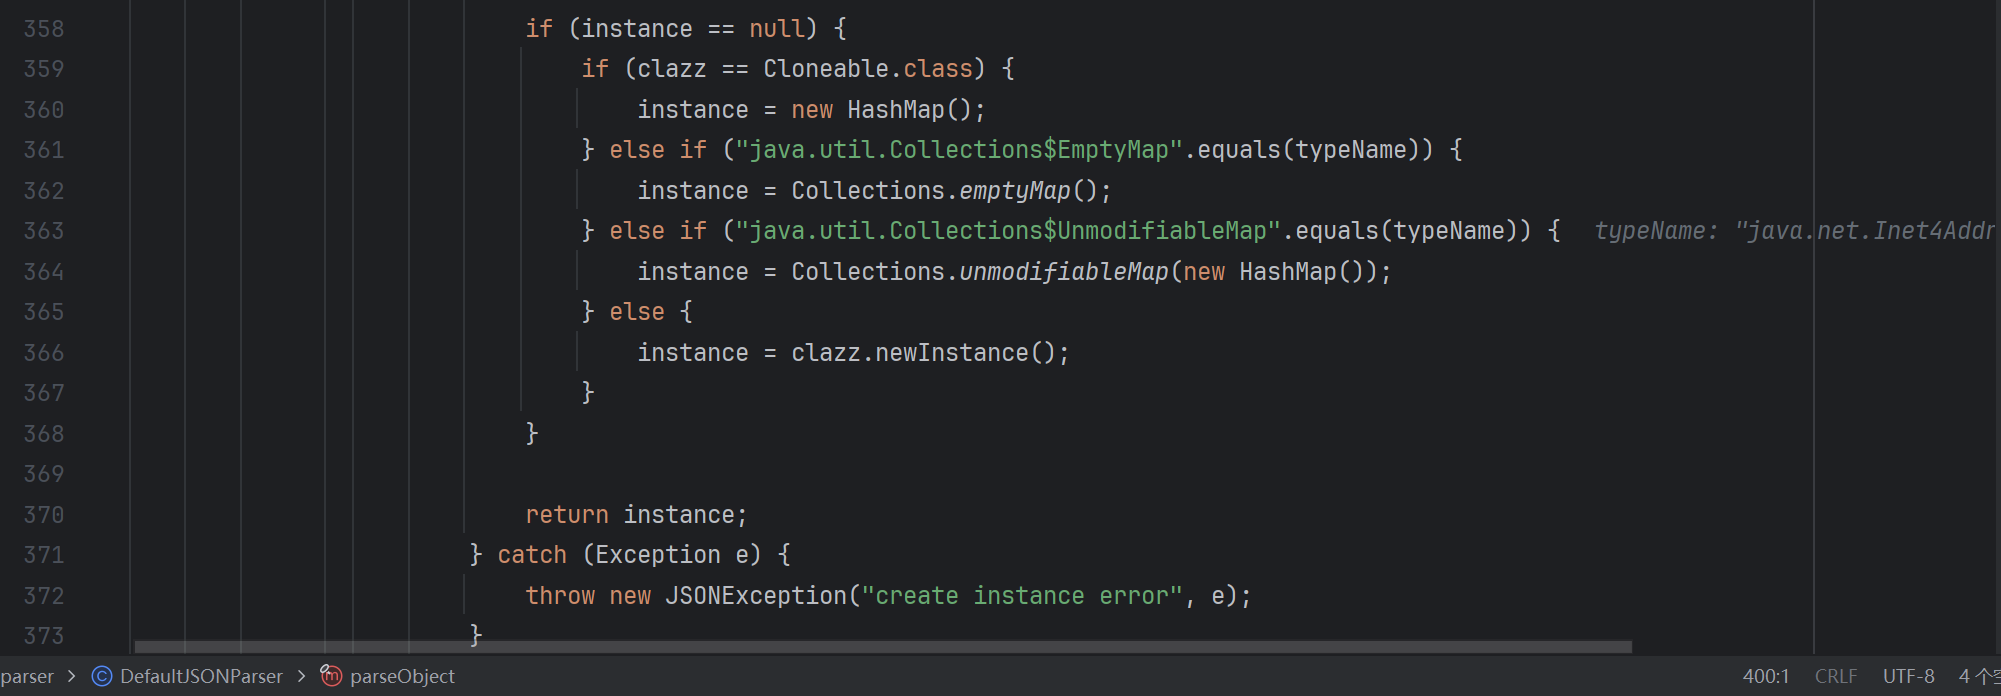 358 if (instance == null) {
359 if (clazz == Cloneable.class) {
360 instance = new HashMap();
361 } else if ("java.util.Collections$EmptyMap".equals(typeName)) {
362 instance = Collections.emptyMap();
363 } else if ("java.util.Collections$UnmodifiableMap".equals(typeName)) { typeName: "java.net.Inet4Addr
364 instance = Collections.unmodifiableMap(new HashMap());
365 } else {
366 instance = clazz.newInstance();
367 }
368 }
369
370 return instance;
371 } catch (Exception e) {
372 throw new JSONException("create instance error", e);
373 }
parser > DefaultJSONParser > parseObject 400:1 CRLF UTF-8 4 个